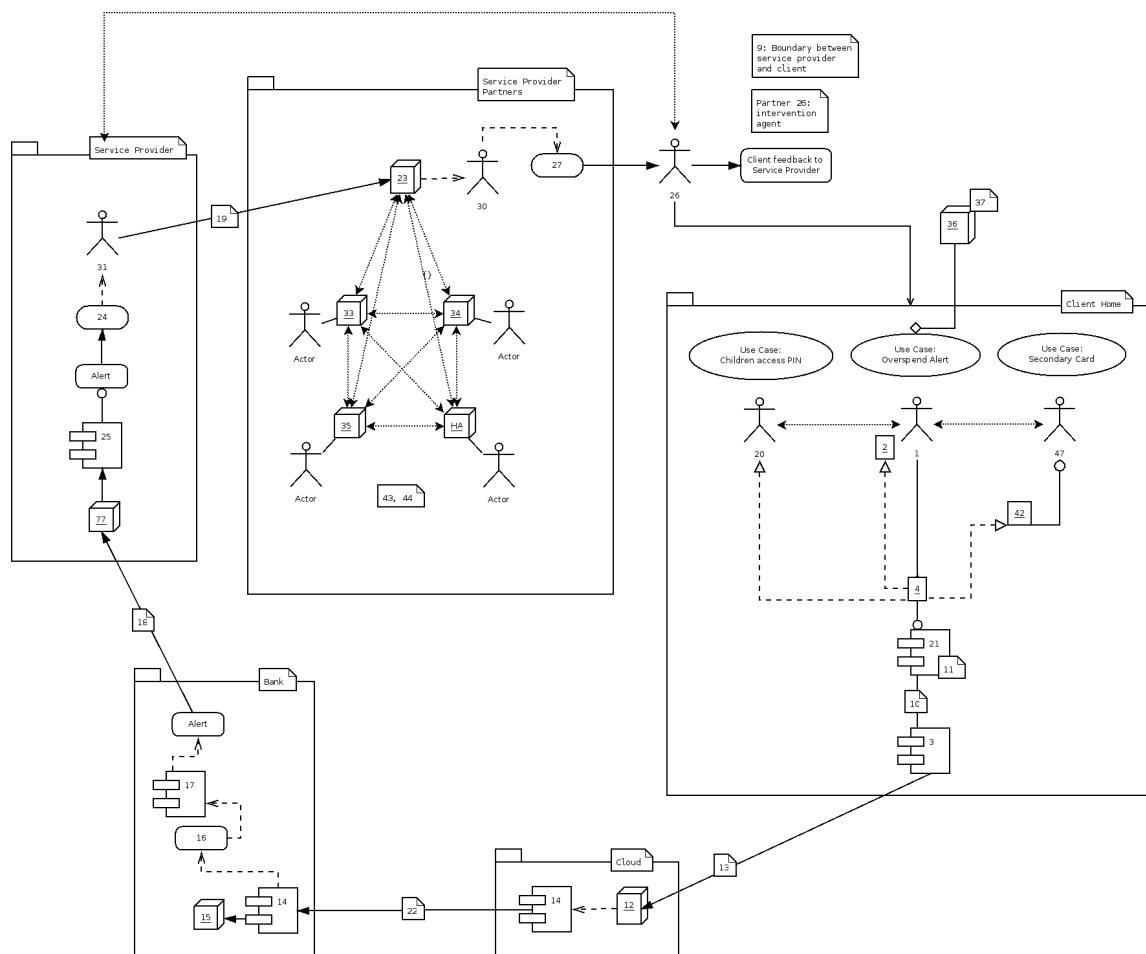 9: Boundary between
service provider
and client
Partner 26:
intervention
agent
Service Provider
Service Provider
Partners
Client feedback to
Service Provider
23
30
27
26
37
36
19
31
24
Alert
25
77
{}
33
34
35
HA
Actor
Actor
Actor
Actor
43, 44
Client Home
Use Case:
Children access PIN
Use Case:
Overspend Alert
Use Case:
Secondary Card
20
2
1
47
42
4
21
11
10
3
18
Bank
Alert
17
16
14
15
22
Cloud
14
12
13